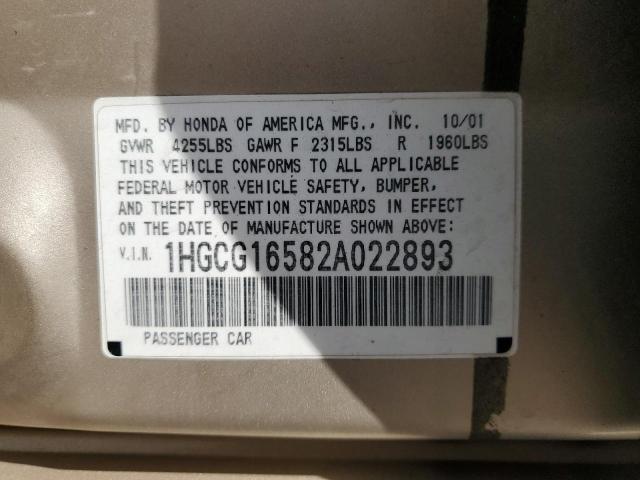 MFD. BY HONDA OF AMERICA MFG., INC. 10/01
GVWR 4255LBS GAWR F 2315LBS R 1960LBS
THIS VEHICLE CONFORMS TO ALL APPLICABLE
FEDERAL MOTOR VEHICLE SAFETY, BUMPER,
AND THEFT PREVENTION STANDARDS IN EFFECT
ON THE DATE OF MANUFACTURE SHOWN ABOVE:
V.I.N. 1HGCG16582A022893
PASSENGER CAR